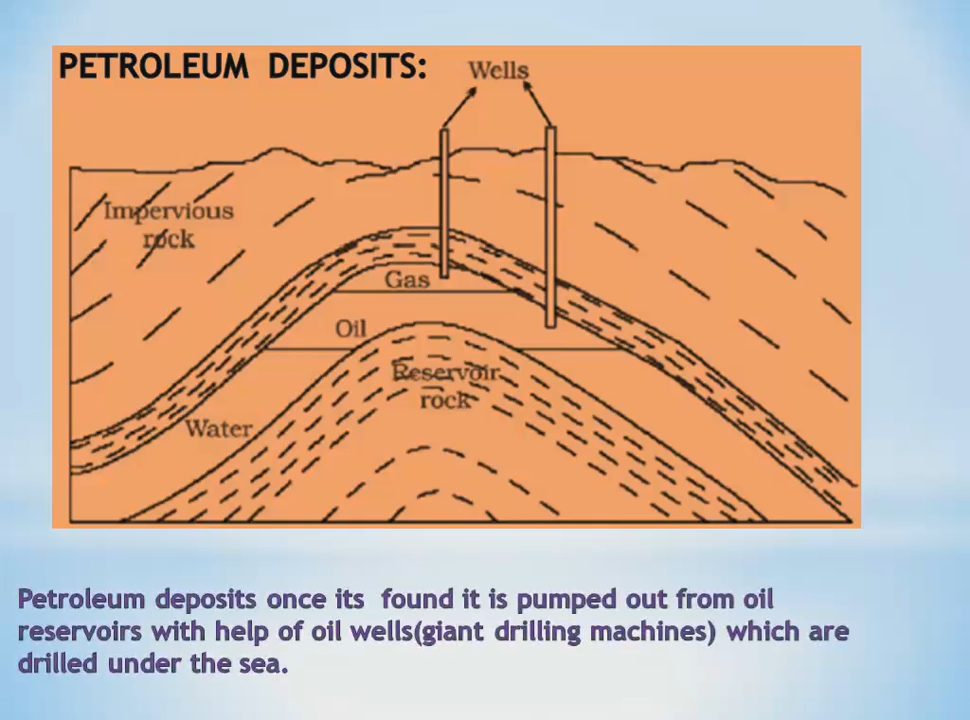 PETROLEUM DEPOSITS:
Wells
Impervious
rock
Gas
Oil
Reservoir
rock
Water
Petroleum deposits once its found it is pumped out from oil
reservoirs with help of oil wells(giant drilling machines) which are
drilled under the sea.